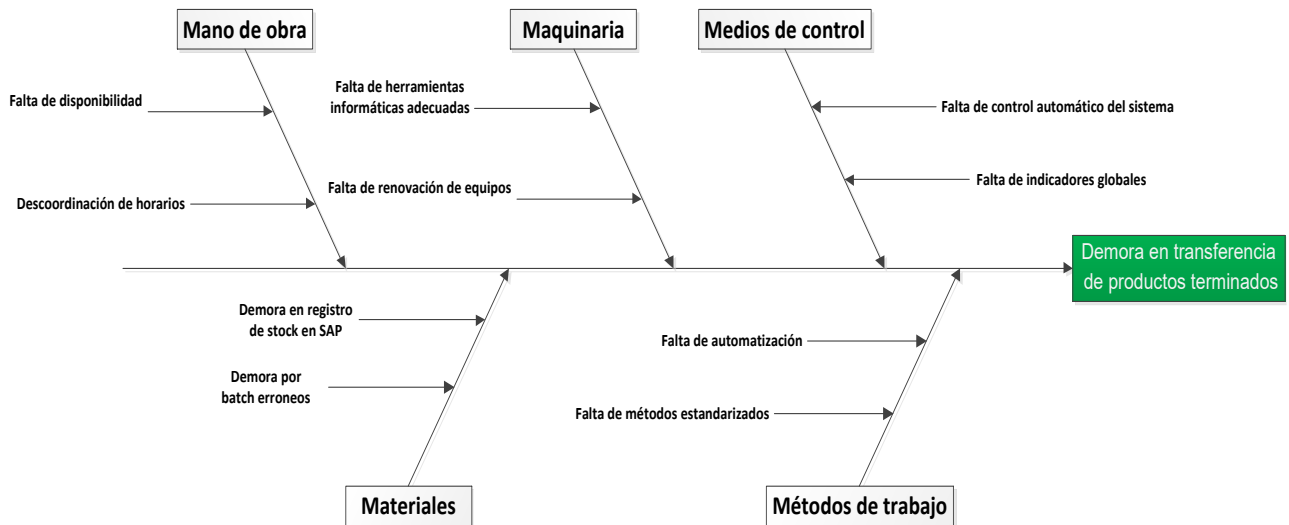 Mano de obra
Maquinaria
Medios de control
Falta de disponibilidad
Falta de herramientas
informáticas adecuadas
Falta de control automático del sistema
Descoordinación de horarios
Falta de renovación de equipos
Falta de indicadores globales
Demora en transferencia
de productos terminados
Demora en registro
de stock en SAP
Falta de automatización
Demora por
batch erroneos
Falta de métodos estandarizados
Materiales
Métodos de trabajo